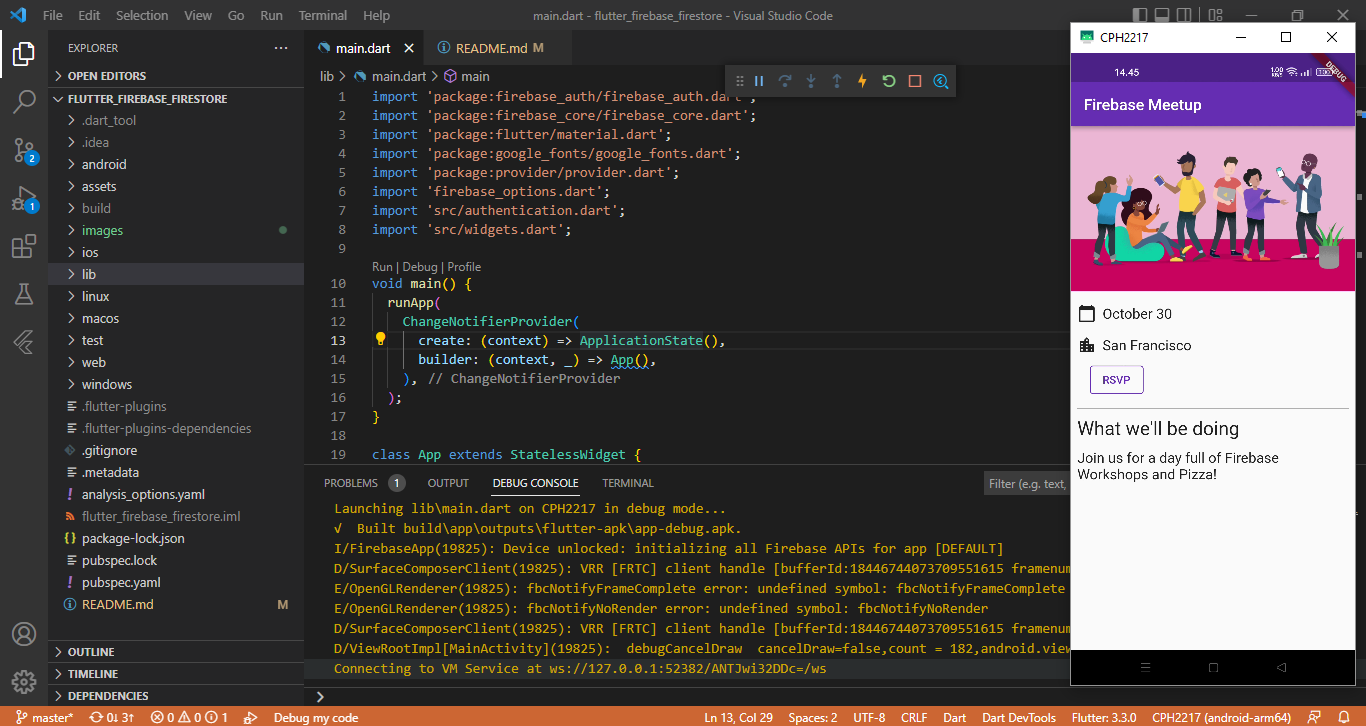 File Edit Selection View Go Run Terminal Help
main.dart - flutter_firebase_firestore - Visual Studio Code
EXPLORER
OPEN EDITORS
FLUTTER_FIREBASE_FIRESTORE
.dart_tool
.idea
android
assets
build
images
ios
lib
linux
macos
test
web
windows
.flutter-plugins
.flutter-plugins-dependencies
.gitignore
.metadata
analysis_options.yaml
flutter_firebase_firestore.iml
package-lock.json
pubspec.lock
pubspec.yaml
README.md M
OUTLINE
TIMELINE
DEPENDENCIES
2
1
main.dart README.md M
lib > main.dart > main
1 import 'package:firebase_auth/firebase_auth.dart';
2 import 'package:firebase_core/firebase_core.dart';
3 import 'package:flutter/material.dart';
4 import 'package:google_fonts/google_fonts.dart';
5 import 'package:provider/provider.dart';
6 import 'firebase_options.dart';
7 import 'src/authentication.dart';
8 import 'src/widgets.dart';
9
Run | Debug | Profile
10 void main() {
11 runApp(
12 ChangeNotifierProvider(
13 create: (context) => ApplicationState(),
14 builder: (context, _) => App(),
15 ), // ChangeNotifierProvider
16 );
17 }
18
19 class App extends StatelessWidget {
PROBLEMS 1 OUTPUT DEBUG CONSOLE TERMINAL
Filter (e.g. text,
Launching lib\main.dart on CPH2217 in debug mode...
√ Built build\app\outputs\flutter-apk\app-debug.apk.
I/FirebaseApp(19825): Device unlocked: initializing all Firebase APIs for app [DEFAULT]
D/SurfaceComposerClient(19825): VRR [FRTC] client handle [bufferId:18446744073709551615 framenum
E/OpenGLRenderer(19825): fbcNotifyFrameComplete error: undefined symbol: fbcNotifyFrameComplete
E/OpenGLRenderer(19825): fbcNotifyNoRender error: undefined symbol: fbcNotifyNoRender
D/SurfaceComposerClient(19825): VRR [FRTC] client handle [bufferId:18446744073709551615 framenum
D/ViewRootImpl[MainActivity](19825): debugCancelDraw cancelDraw=false,count = 182,android.view
Connecting to VM Service at ws://127.0.0.1:52382/ANTJwi32DDc=/ws
CPH2217
14.45
DEBUG
Firebase Meetup
October 30
San Francisco
RSVP
What we'll be doing
Join us for a day full of Firebase
Workshops and Pizza!
master* 0↓ 3↑ 0 0 1 Debug my code
Ln 13, Col 29 Spaces: 2 UTF-8 CRLF Dart Dart DevTools Flutter: 3.3.0 CPH2217 (android-arm64)